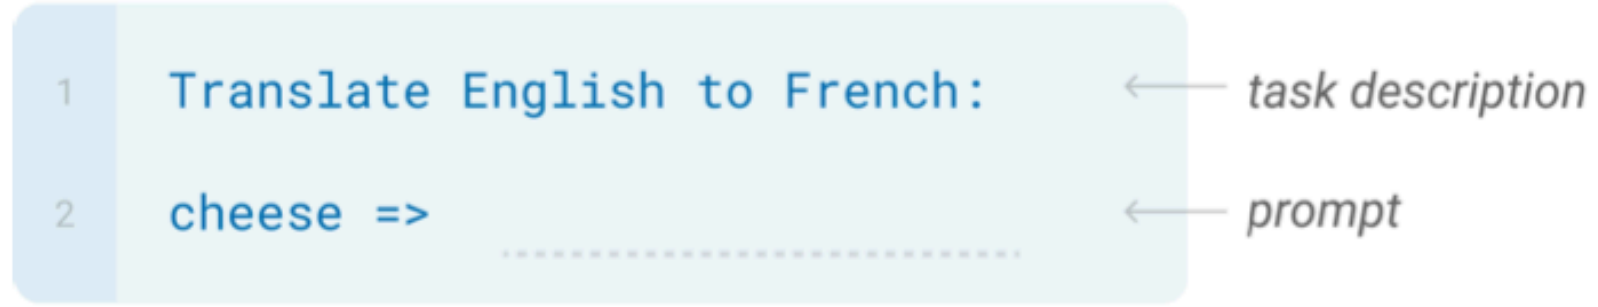 1 Translate English to French: task description
2 cheese => prompt